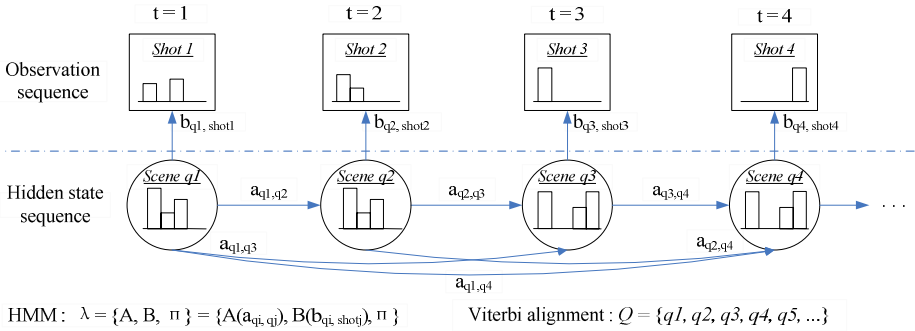 t = 1 t = 2 t = 3 t = 4
Observation sequence
Shot 1 Shot 2 Shot 3 Shot 4
bq1, shot1 bq2, shot2 bq3, shot3 bq4, shot4
Hidden state sequence
Scene q1 Scene q2 Scene q3 Scene q4
aq1,q2 aq2,q3 aq3,q4 . . .
aq1,q3 aq2,q4
aq1,q4
HMM : λ = {A, B, π} = {A(aqi, qj), B(bqi, shotj), π}
Viterbi alignment : Q = {q1, q2, q3, q4, q5, ...}